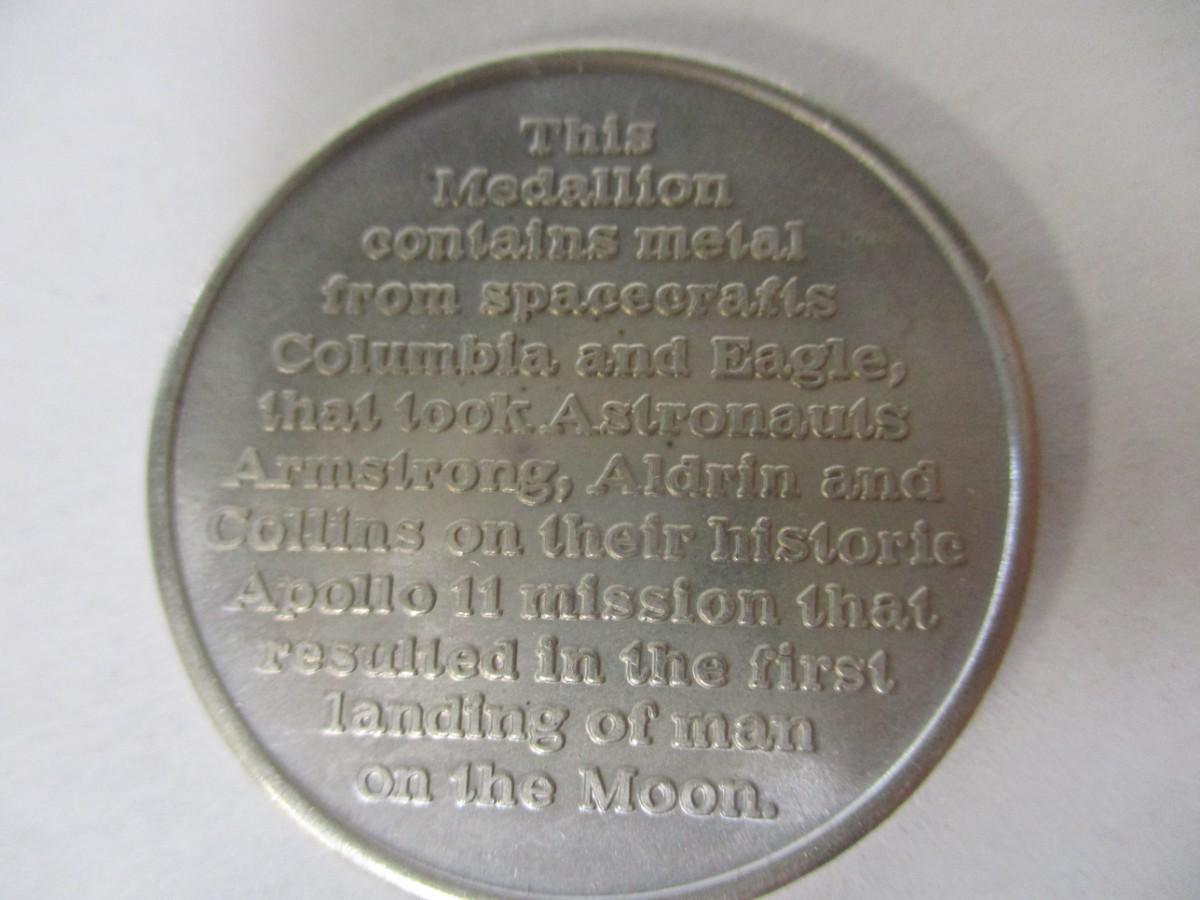 This
Medallion
contains metal
from spacecrafts
Columbia and Eagle,
that took Astronauts
Armstrong, Aldrin and
Collins on their historic
Apollo 11 mission that
resulted in the first
landing of man
on the Moon.